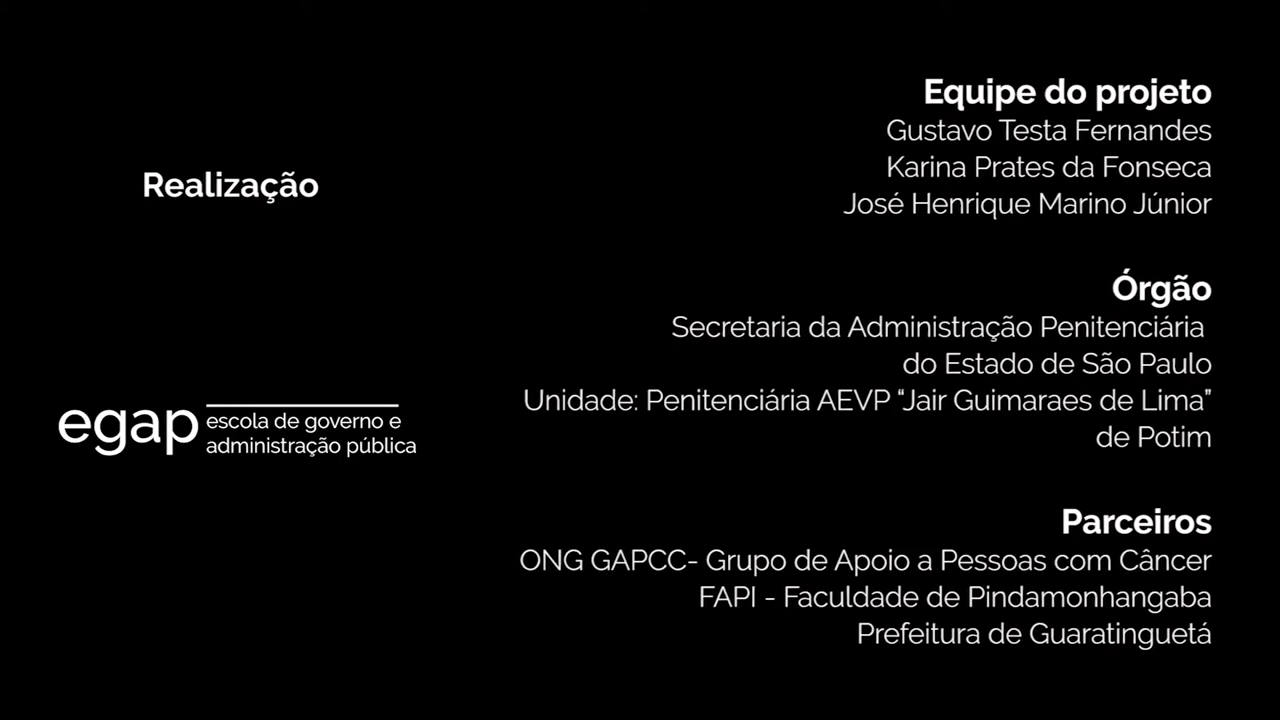 Realização
egap
escola de governo e
administração pública
Equipe do projeto
Gustavo Testa Fernandes
Karina Prates da Fonseca
José Henrique Marino Júnior
Órgão
Secretaria da Administração Penitenciária
do Estado de São Paulo
Unidade: Penitenciária AEVP “Jair Guimaraes de Lima”
de Potim
Parceiros
ONG GAPCC- Grupo de Apoio a Pessoas com Câncer
FAPI - Faculdade de Pindamonhangaba
Prefeitura de Guaratinguetá